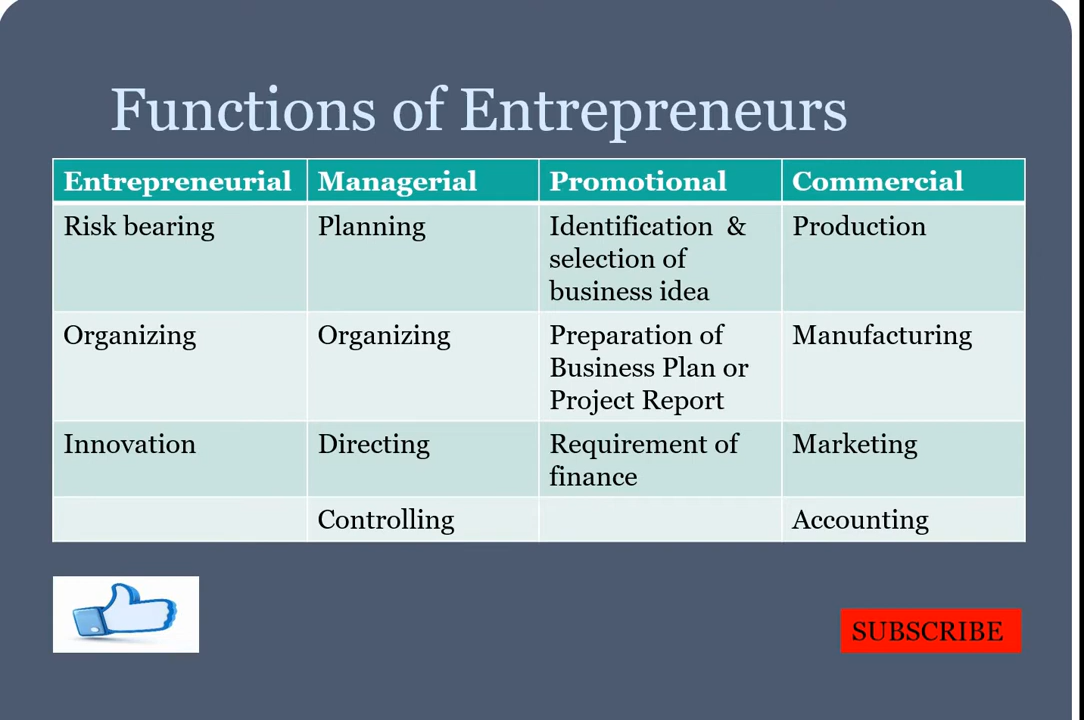 Functions of Entrepreneurs
Entrepreneurial Managerial Promotional Commercial
Risk bearing Planning Identification & Production
selection of
business idea
Organizing Organizing Preparation of Manufacturing
Business Plan or
Project Report
Innovation Directing Requirement of Marketing
finance
Controlling Accounting
SUBSCRIBE